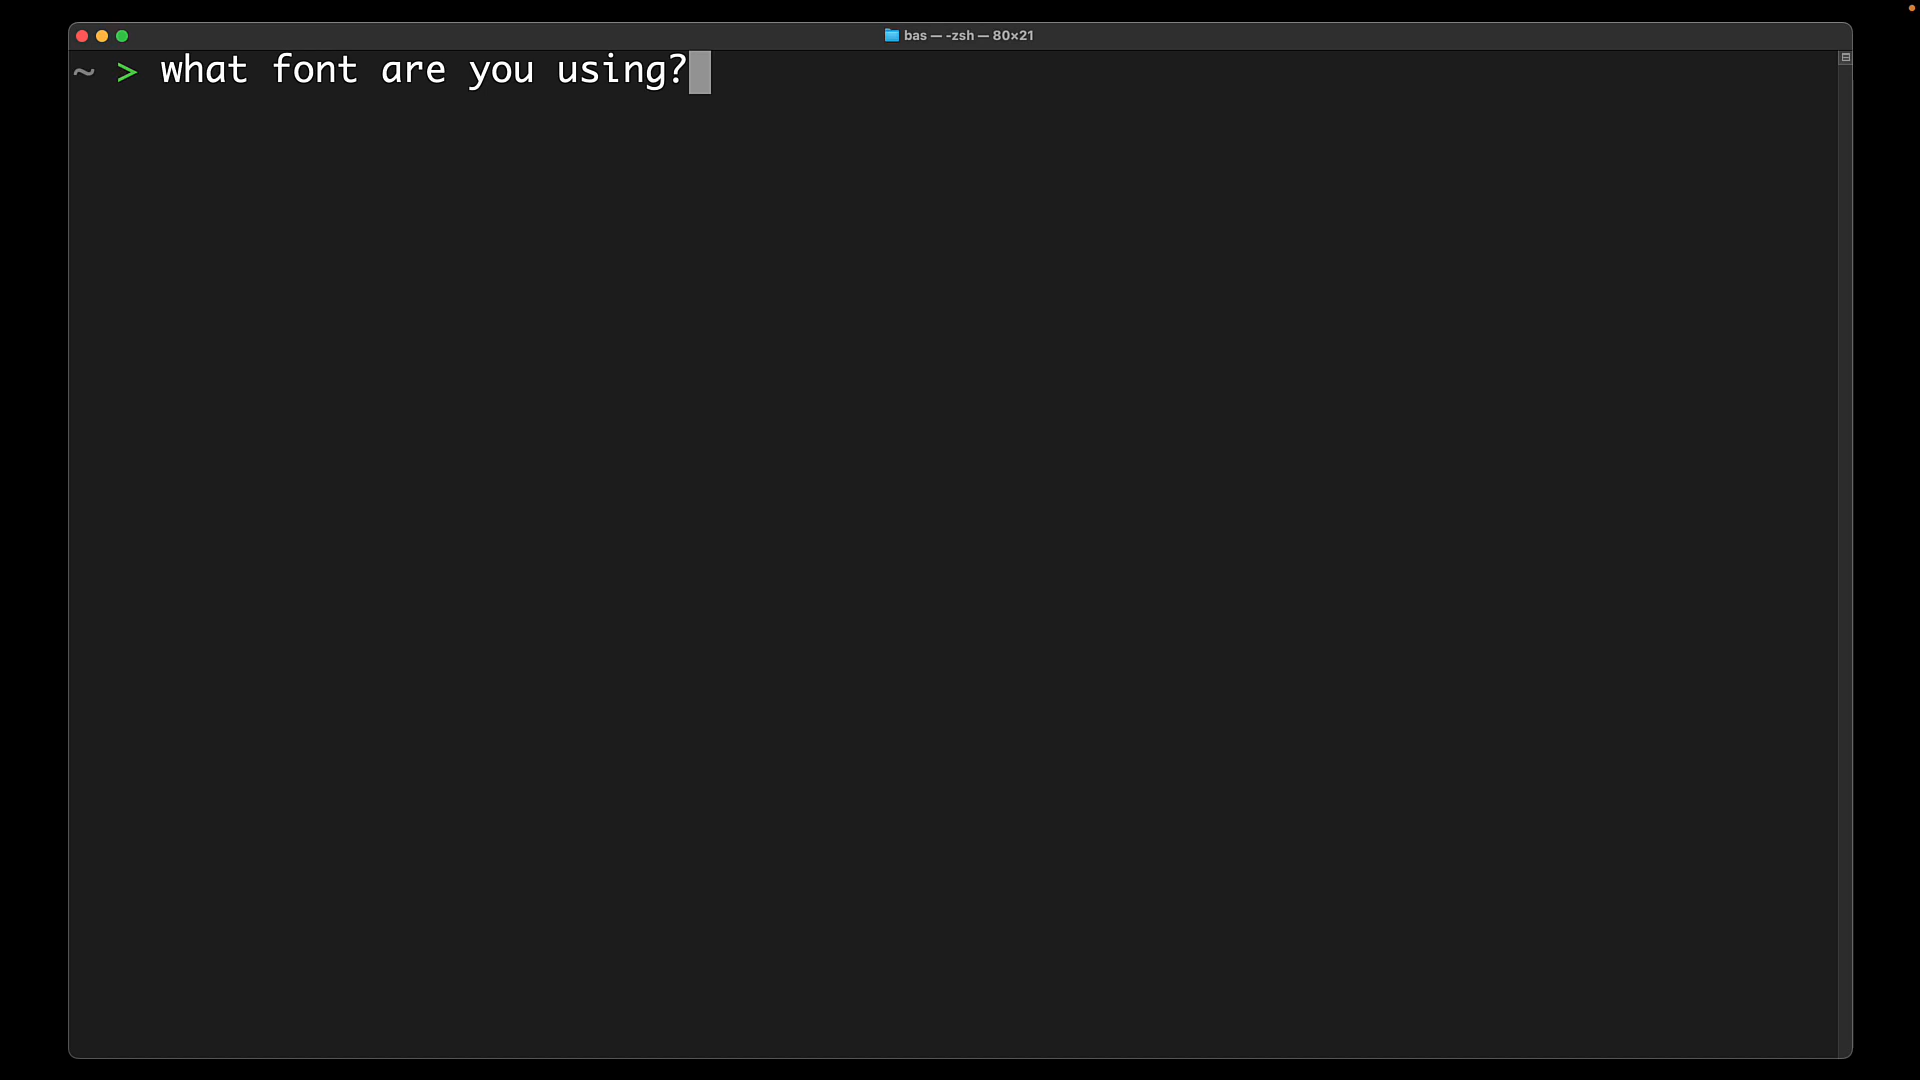 bas — -zsh — 80×21
~ > what font are you using?